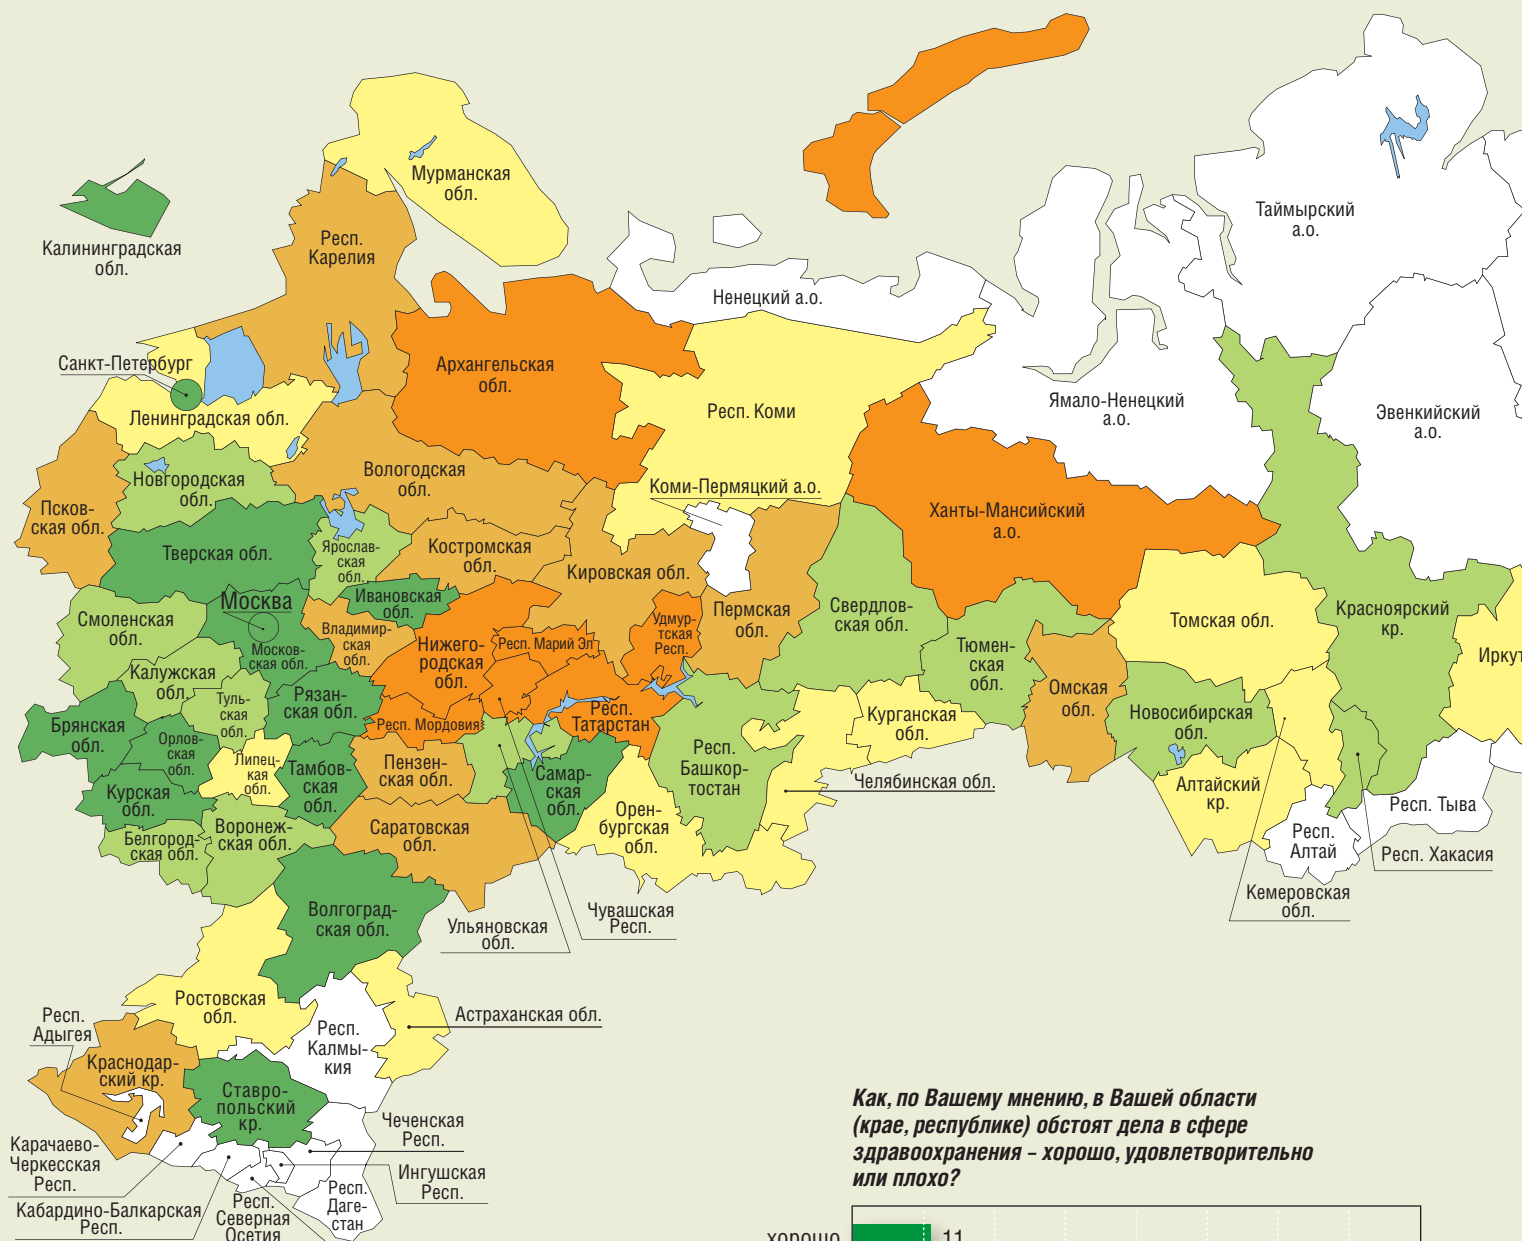 Мурманская
обл.
Калининградская
обл.
Респ.
Карелия
Таймырский
а.о.
Ненецкий а.о.
Санкт-Петербург
Архангельская
обл.
Ленинградская обл.
Респ. Коми
Ямало-Ненецкий
а.о.
Эвенкийский
а.о.
Новгородская
обл.
Вологодская
обл.
Коми-Пермяцкий а.о.
Псков-
ская обл.
Ханты-Мансийский
а.о.
Тверская обл.
Ярослав-
ская
обл.
Костромская
обл.
Кировская обл.
Москва
Ивановская
обл.
Смоленская
обл.
Владимир-
ская
обл.
Нижего-
родская
обл.
Респ. Марий Эл
Удмур-
тская
Респ.
Пермская
обл.
Свердлов-
ская обл.
Тюмен-
ская
обл.
Томская обл.
Красноярский
кр.
Иркут
Москов-
ская обл.
Калужская
обл.
Туль-
ская
обл.
Рязан-
ская обл.
Омская
обл.
Новосибирская
обл.
Брянская
обл.
Орлов-
ская
обл.
Липец-
кая
обл.
Респ. Мордовия
Респ.
Татарстан
Курганская
обл.
Тамбов-
ская
обл.
Пензен-
ская обл.
Самар-
ская
обл.
Респ.
Башкор-
тостан
Челябинская обл.
Алтайский
кр.
Курская
обл.
Белгород-
ская обл.
Воронеж-
ская обл.
Саратовская
обл.
Орен-
бургская
обл.
Респ.
Алтай
Респ. Тыва
Респ. Хакасия
Кемеровская
обл.
Волгоград-
ская обл.
Ульяновская
обл.
Чувашская
Респ.
Ростовская
обл.
Респ.
Калмы-
кия
Астраханская обл.
Респ.
Адыгея
Краснодар-
ский кр.
Ставро-
польский
кр.
Чеченская
Респ.
Карачаево-
Черкесская
Респ.
Ингушская
Респ.
Кабардино-Балкарская
Респ.
Респ.
Северная
Осетия
Респ.
Даге-
стан
Как, по Вашему мнению, в Вашей области
(крае, республике) обстоят дела в сфере
здравоохранения – хорошо, удовлетворительно
или плохо?
хорошо 11